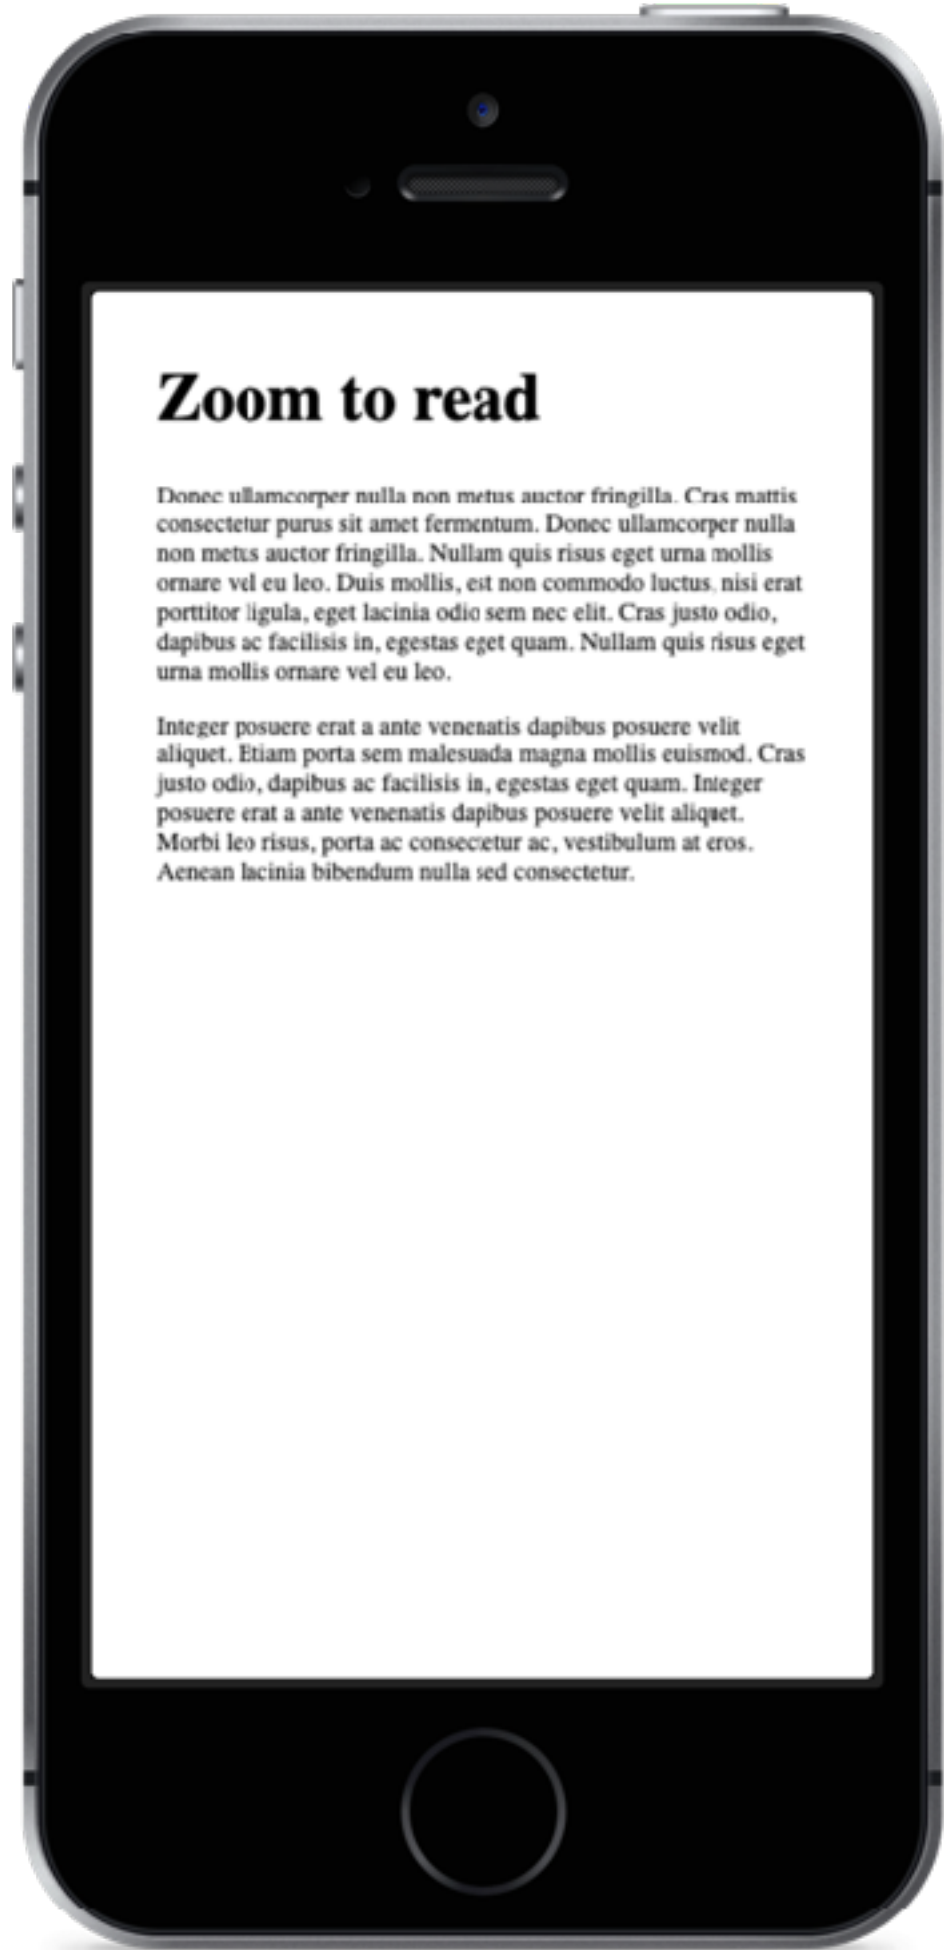 Zoom to read
Donec ullamcorper nulla non metus auctor fringilla. Cras mattis
consectetur purus sit amet fermentum. Donec ullamcorper nulla
non metus auctor fringilla. Nullam quis risus eget urna mollis
ornare vel eu leo. Duis mollis, est non commodo luctus, nisi erat
porttitor ligula, eget lacinia odio sem nec elit. Cras justo odio,
dapibus ac facilisis in, egestas eget quam. Nullam quis risus eget
urna mollis ornare vel eu leo.
Integer posuere erat a ante venenatis dapibus posuere velit
aliquet. Etiam porta sem malesuada magna mollis euismod. Cras
justo odio, dapibus ac facilisis in, egestas eget quam. Integer
posuere erat a ante venenatis dapibus posuere velit aliquet.
Morbi leo risus, porta ac consectetur ac, vestibulum at eros.
Aenean lacinia bibendum nulla sed consectetur.